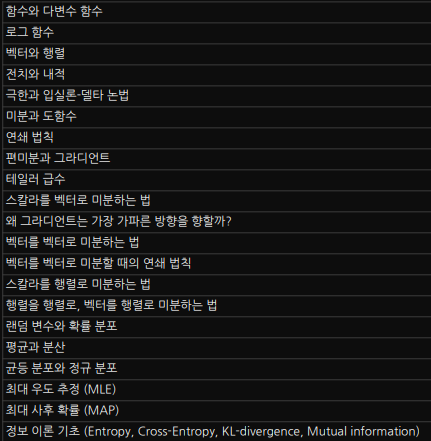 함수와 다변수 함수
로그 함수
벡터와 행렬
전치와 내적
극한과 입실론-델타 논법
미분과 도함수
연쇄 법칙
편미분과 그라디언트
테일러 급수
스칼라를 벡터로 미분하는 법
왜 그라디언트는 가장 가파른 방향을 향할까?
벡터를 벡터로 미분하는 법
벡터를 벡터로 미분할 때의 연쇄 법칙
스칼라를 행렬로 미분하는 법
행렬을 행렬로, 벡터를 행렬로 미분하는 법
랜덤 변수와 확률 분포
평균과 분산
균등 분포와 정규 분포
최대 우도 추정 (MLE)
최대 사후 확률 (MAP)
정보 이론 기초 (Entropy, Cross-Entropy, KL-divergence, Mutual information)